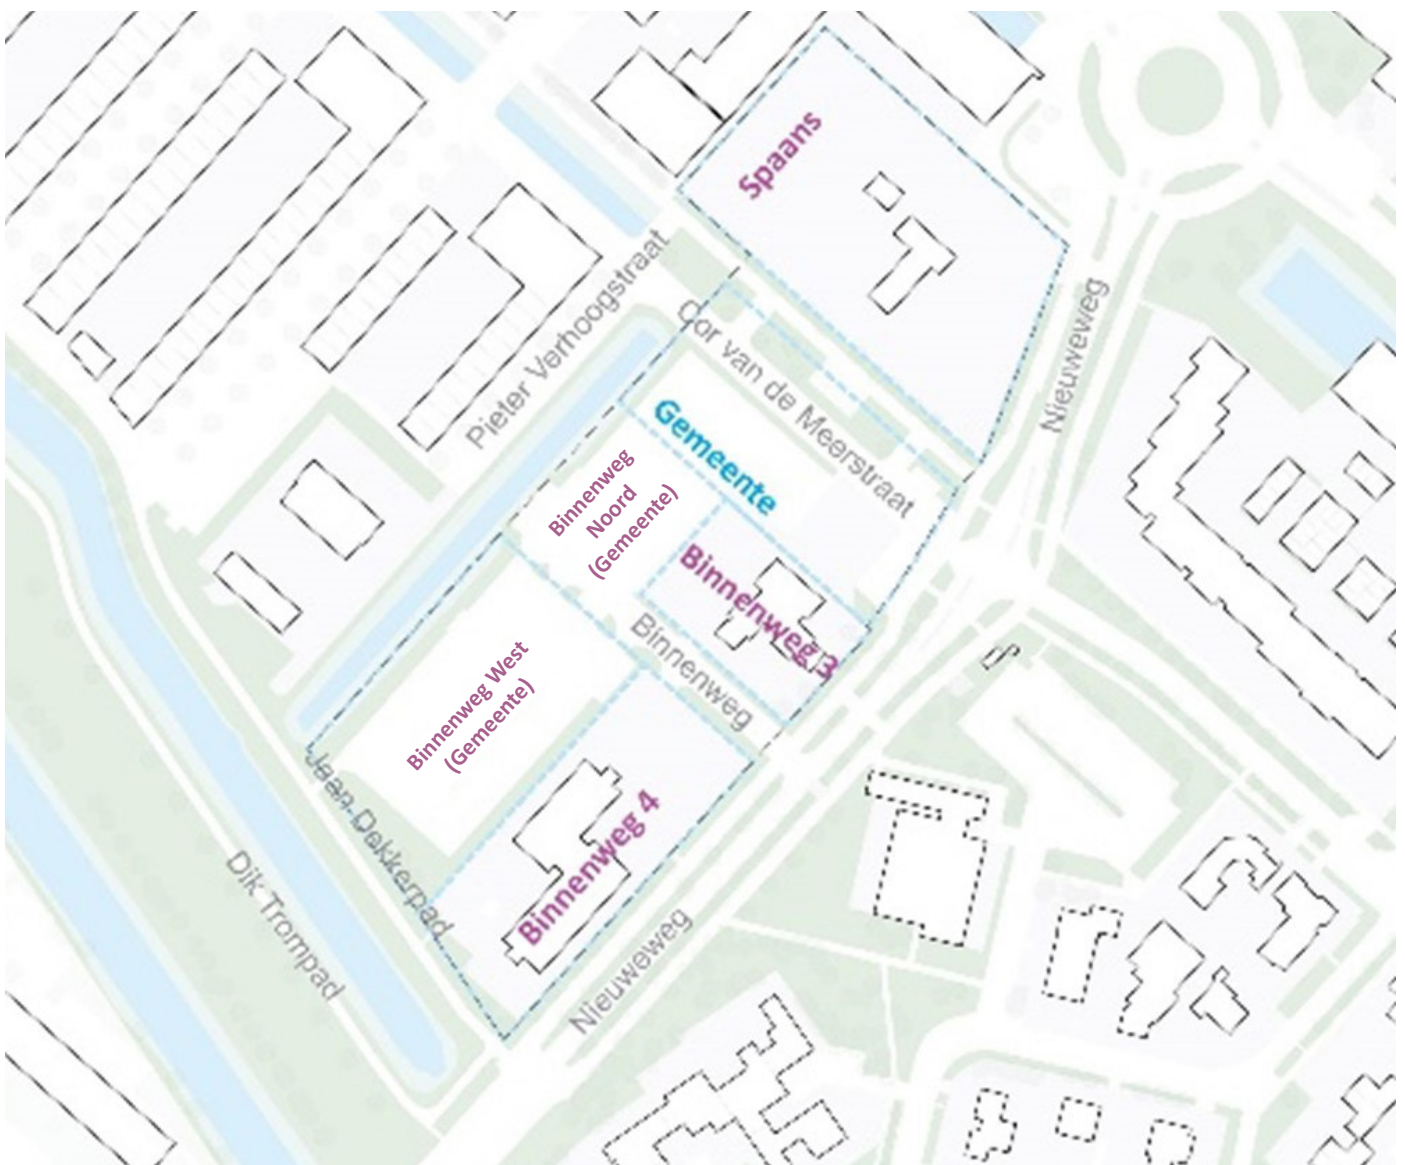 Spaans
Pieter Verhoogstraat
Cor van de Meerstraat
Nieuweweg
Gemeente
Binnenweg
Noord
(Gemeente)
Binnenweg 3
Binnenweg
Binnenweg West
(Gemeente)
Binnenweg 4
Jaan Dekkerpad
Dik Trompad
Nieuweweg